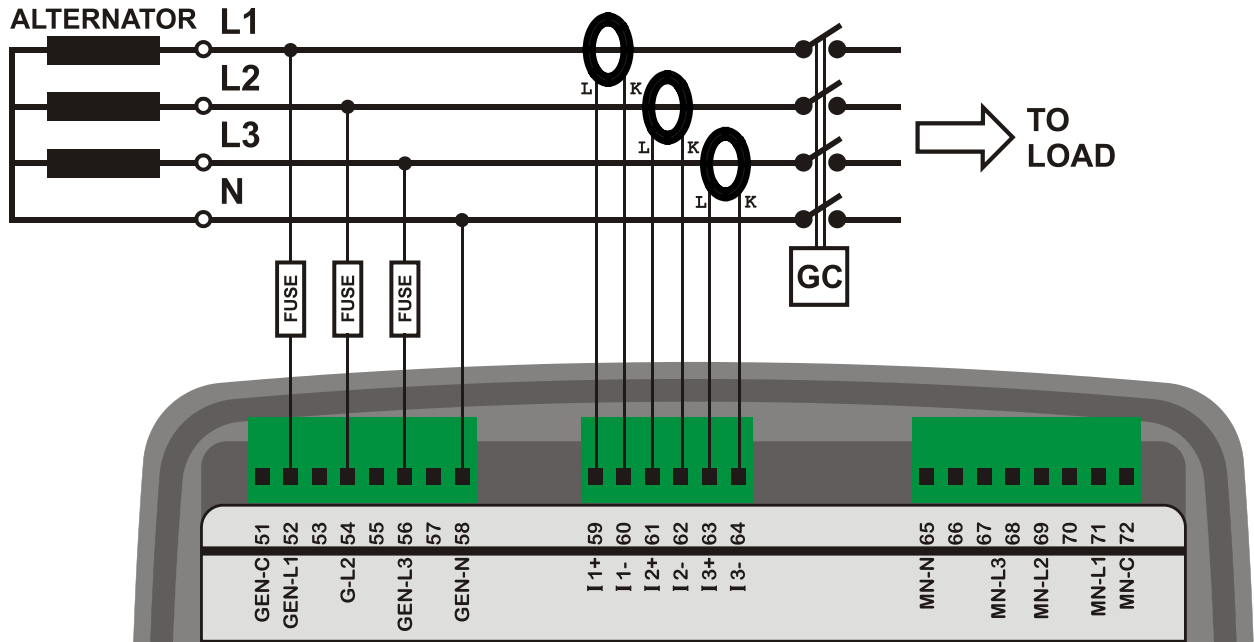 ALTERNATOR
L1
L2
L3
N
L K
L K
L K
TO
LOAD
GC
FUSE
FUSE
FUSE
51 52 53 54 55 56 57 58
59 60 61 62 63 64
65 66 67 68 69 70 71 72
GEN-C
GEN-L1
G-L2
GEN-L3
GEN-N
I1+
I1-
I2+
I2-
I3+
I3-
MN-N
MN-L3
MN-L2
MN-L1
MN-C